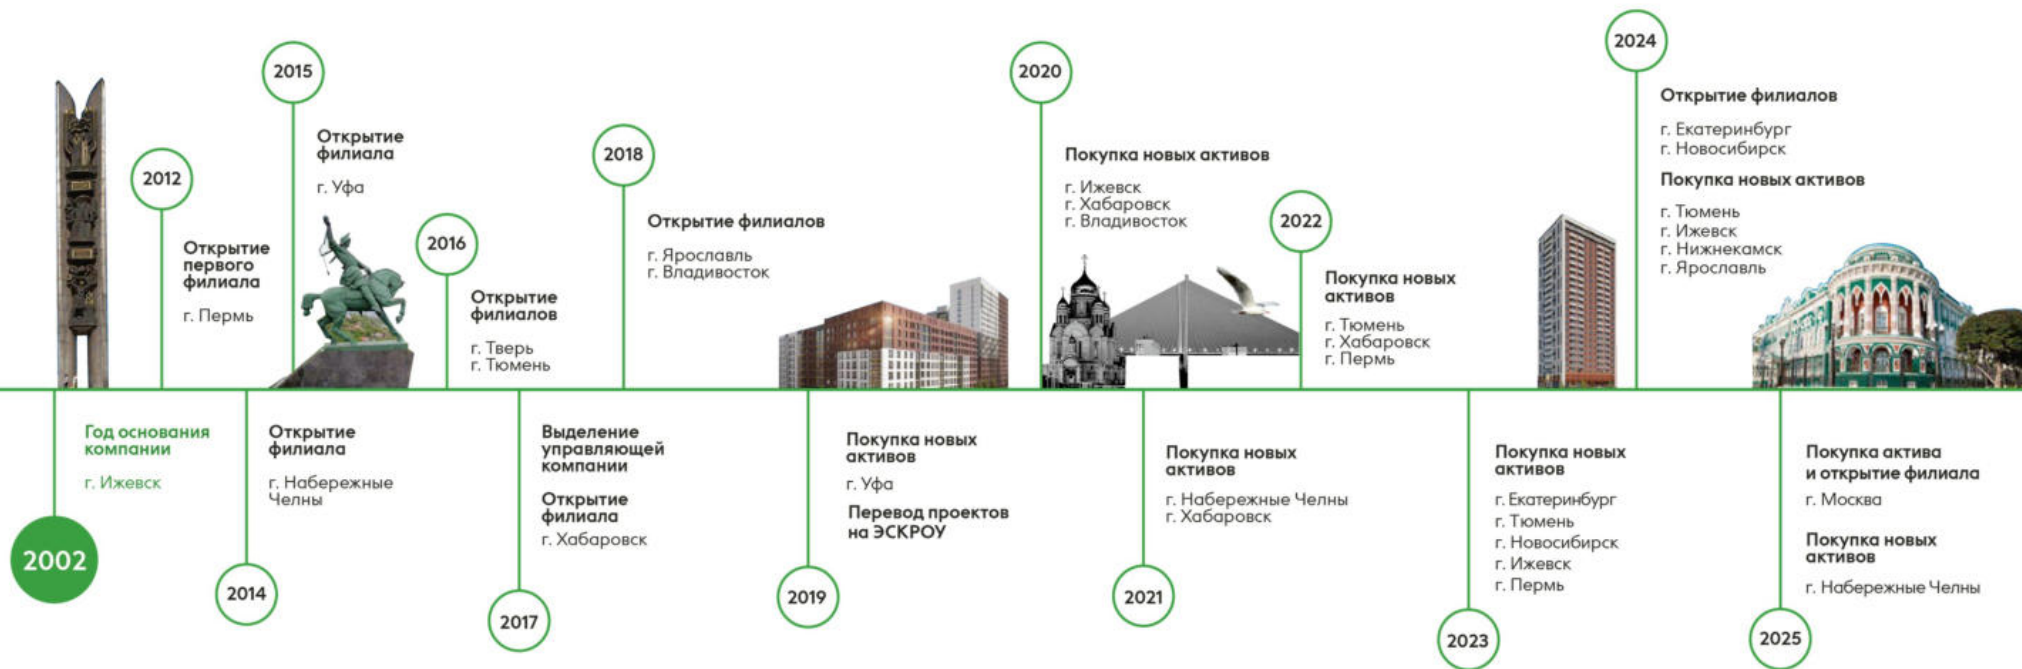 2002
Год основания
компании
г. Ижевск
2012
Открытие
первого
филиала
г. Пермь
2014
Открытие
филиала
г. Набережные
Челны
2015
Открытие
филиала
г. Уфа
2016
Открытие
филиалов
г. Тверь
г. Тюмень
2017
Выделение
управляющей
компании
Открытие
филиала
г. Хабаровск
2018
Открытие филиалов
г. Ярославль
г. Владивосток
2019
Покупка новых
активов
г. Уфа
Перевод проектов
на ЭСКРОУ
2020
Покупка новых активов
г. Ижевск
г. Хабаровск
г. Владивосток
2021
Покупка новых
активов
г. Набережные Челны
г. Хабаровск
2022
Покупка новых
активов
г. Тюмень
г. Хабаровск
г. Пермь
2023
Покупка новых
активов
г. Екатеринбург
г. Тюмень
г. Новосибирск
г. Ижевск
г. Пермь
2024
Открытие филиалов
г. Екатеринбург
г. Новосибирск
Покупка новых активов
г. Тюмень
г. Ижевск
г. Нижнекамск
г. Ярославль
2025
Покупка актива
и открытие филиала
г. Москва
Покупка новых
активов
г. Набережные Челны